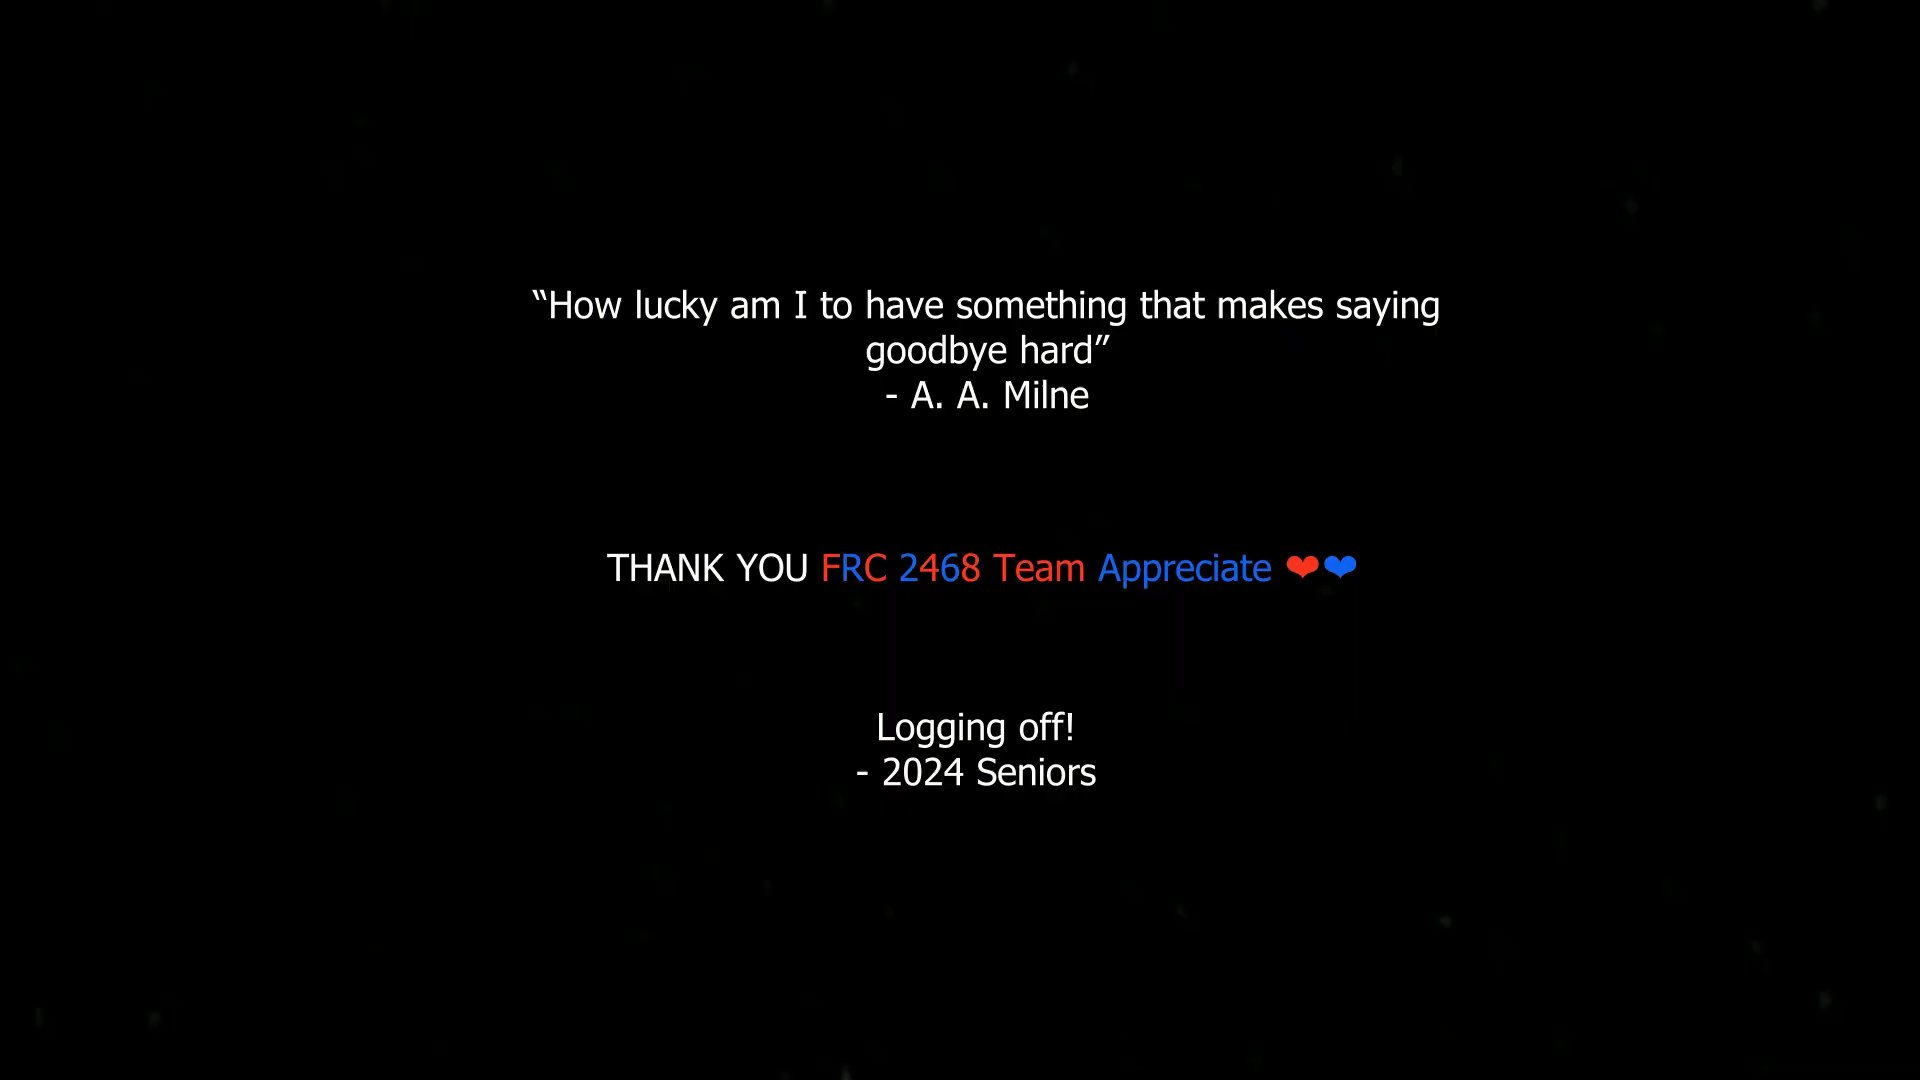 “How lucky am I to have something that makes saying
goodbye hard”
- A. A. Milne
THANK YOU FRC 2468 Team Appreciate ❤💙
Logging off!
- 2024 Seniors